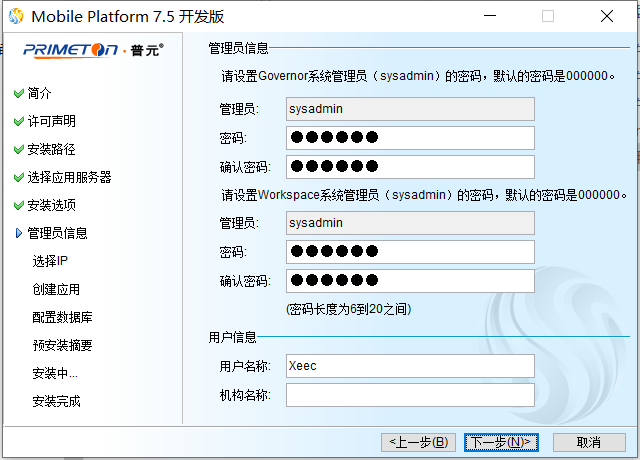 Mobile Platform 7.5 开发版
PRIMETON·普元®
简介
许可声明
安装路径
选择应用服务器
安装选项
管理员信息
选择IP
创建应用
配置数据库
预安装摘要
安装中...
安装完成
管理员信息
请设置Governor系统管理员（sysadmin）的密码，默认的密码是000000。
管理员:
sysadmin
密码:
●●●●●●
确认密码:
●●●●●●
请设置Workspace系统管理员（sysadmin）的密码，默认的密码是000000。
管理员:
sysadmin
密码:
●●●●●●
确认密码:
●●●●●●
(密码长度为6到20之间)
用户信息
用户名称:
Xeec
机构名称:
<上一步(B)
下一步(N)>
取消